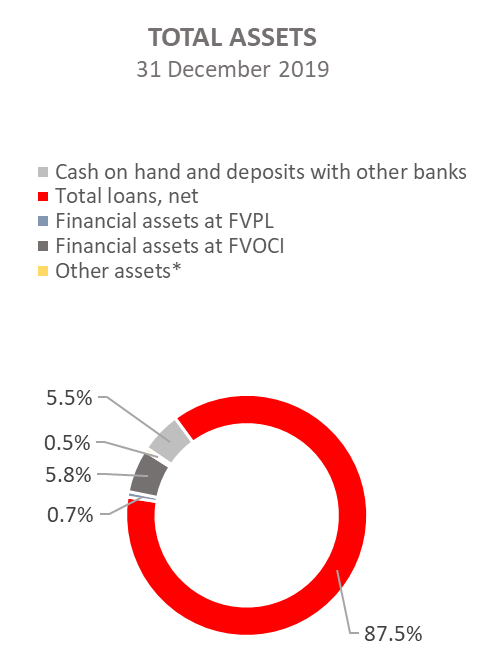 TOTAL ASSETS
31 December 2019
Cash on hand and deposits with other banks
Total loans, net
Financial assets at FVPL
Financial assets at FVOCI
Other assets*
5.5%
0.5%
5.8%
0.7%
87.5%